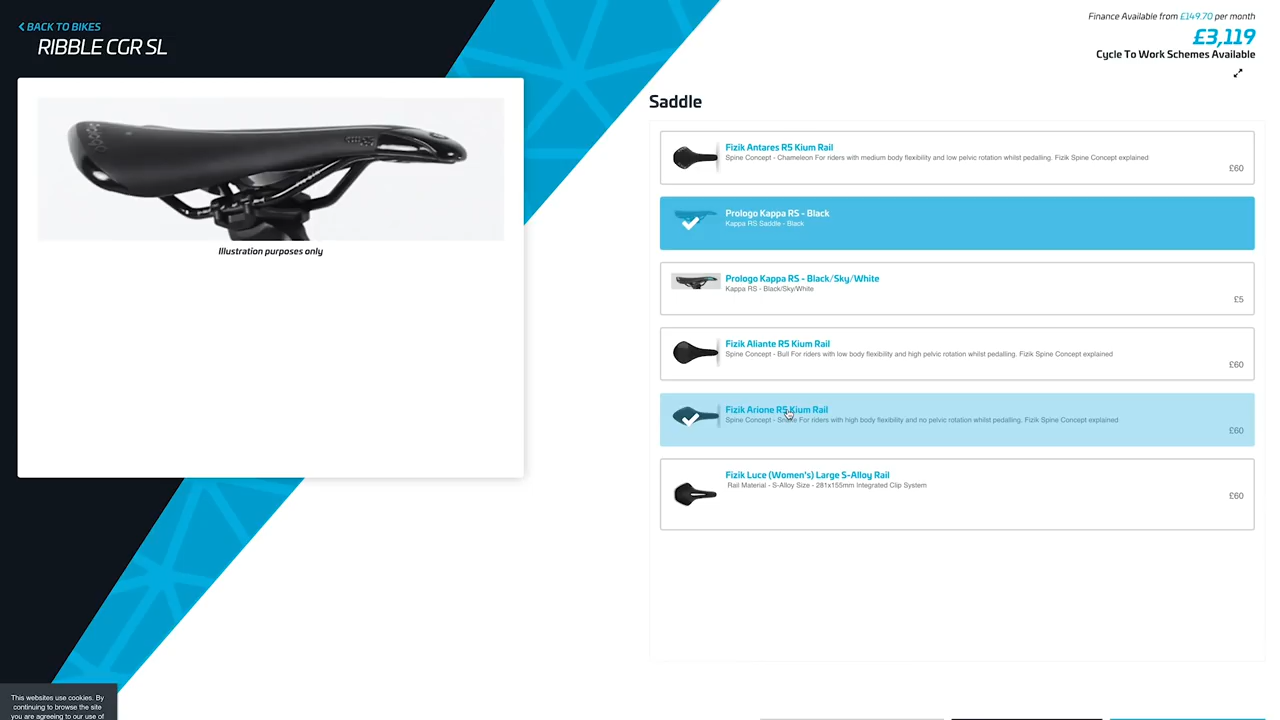 BACK TO BIKES
RIBBLE CGR SL
Finance Available from £149.70 per month
£3,119
Cycle To Work Schemes Available
Saddle
Illustration purposes only
Fizik Antares R5 Kium Rail
Spine Concept - Chameleon For riders with medium body flexibility and low pelvic rotation whilst pedalling. Fizik Spine Concept explained
£60
Prologo Kappa RS - Black
Kappa RS Saddle - Black
Prologo Kappa RS - Black/Sky/White
Kappa RS - Black/Sky/White
£5
Fizik Aliante R5 Kium Rail
Spine Concept - Bull For riders with low body flexibility and high pelvic rotation whilst pedalling. Fizik Spine Concept explained
£60
Fizik Arione R5 Kium Rail
Spine Concept - Snake For riders with high body flexibility and no pelvic rotation whilst pedalling. Fizik Spine Concept explained
£60
Fizik Luce (Women's) Large S-Alloy Rail
Rail Material - S-Alloy Size - 281x155mm Integrated Clip System
£60
This websites use cookies. By
continuing to browse the site
you are agreeing to our use of